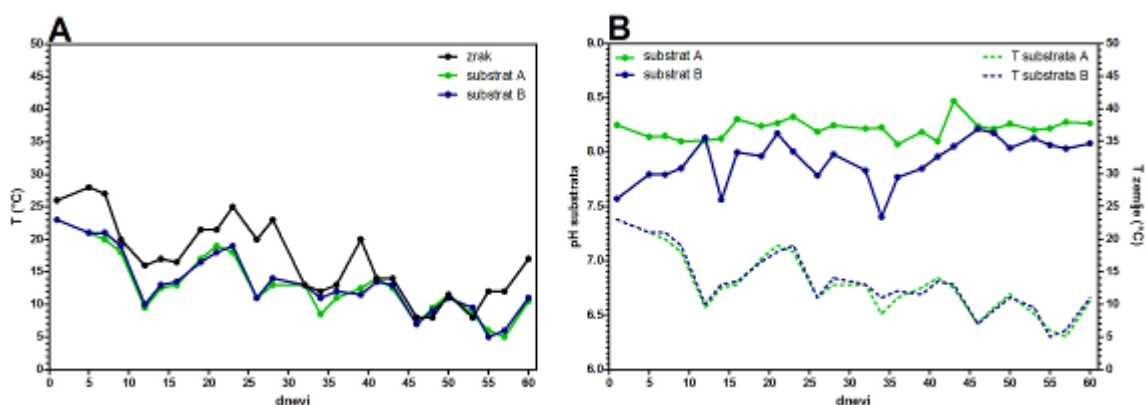 A
zrak
substrat A
substrat B
T (°C)
50
45
40
35
30
25
20
15
10
5
0
0 5 10 15 20 25 30 35 40 45 50 55 60
dnevi
B
substrat A
substrat B
T substrata A
T substrata B
pH substrata
9.0
8.5
8.0
7.5
7.0
6.5
6.0
T zemlje (°C)
50
45
40
35
30
25
20
15
10
5
0
0 5 10 15 20 25 30 35 40 45 50 55 60
dnevi